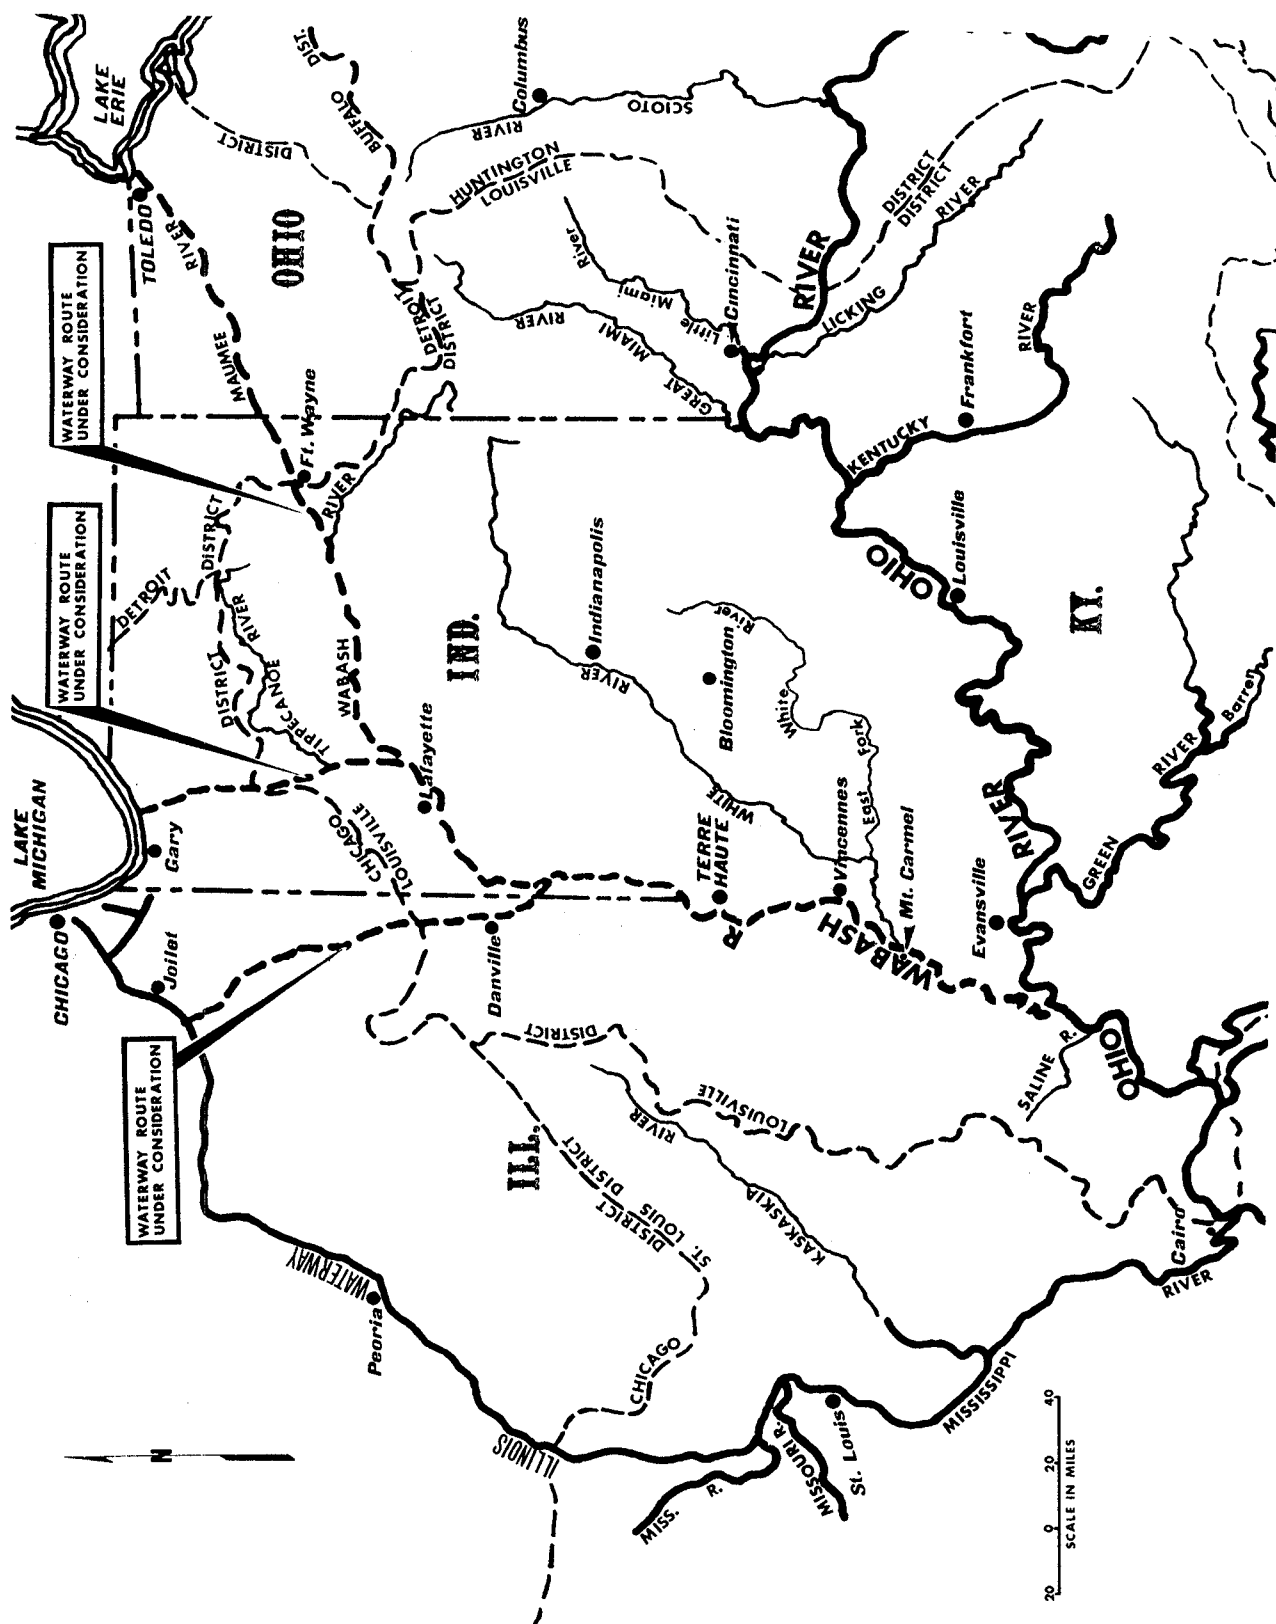 LAKE
MICHIGAN
CHICAGO
Gary
Joilet
WATERWAY ROUTE
UNDER CONSIDERATION
WATERWAY ROUTE
UNDER CONSIDERATION
WATERWAY ROUTE
UNDER CONSIDERATION
LAKE
ERIE
TOLEDO
MAUMEE
RIVER
OHIO
DISTRICT
BUFFALO
DIST.
DETROIT
DISTRICT
DISTRICT
TIPPECANOE
RIVER
Ft. Wayne
RIVER
DETROIT
DISTRICT
HUNTINGTON
LOUISVILLE
Columbus
RIVER
SCIOTO
WABASH
Lafayette
CHICAGO
LOUISVILLE
IND.
Danville
DISTRICT
Peoria
WATERWAY
ILLINOIS
ILL.
DISTRICT
DISTRICT
ST. LOUIS
CHICAGO
LOUISVILLE
RIVER
KASKASKIA
Indianapolis
RIVER
WHITE
Bloomington
River
White
Fork
East
TERRE
HAUTE
R.
WABASH
WABASH
Vincennes
Mt. Carmel
GREAT
MIAMI
RIVER
Little
Miami
River
Cincinnati
RIVER
DISTRICT
DISTRICT
LICKING
RIVER
KENTUCKY
RIVER
Frankfort
OHIO
Louisville
KY.
Evansville
RIVER
GREEN
RIVER
Barren
SALINE
R.
OHIO
Cairo
RIVER
MISSISSIPPI
St. Louis
MISSOURI R.
MISS.
R.
N
20
0
20
40
SCALE IN MILES